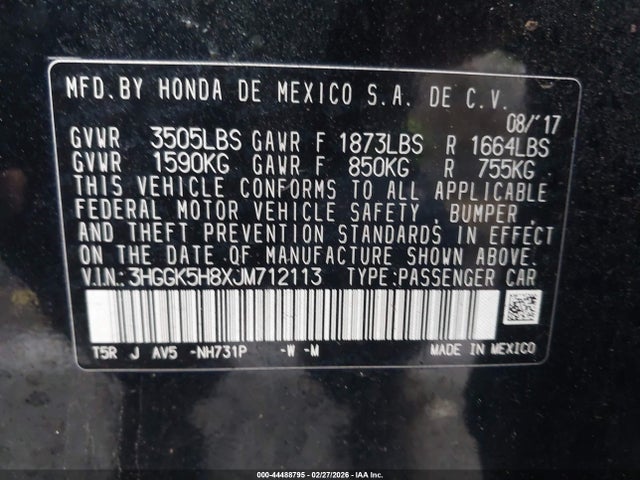 MFD. BY HONDA DE MEXICO S.A. DE C.V.
08/'17
GVWR 3505LBS GAWR F 1873LBS R 1664LBS
GVWR 1590KG GAWR F 850KG R 755KG
THIS VEHICLE CONFORMS TO ALL APPLICABLE
FEDERAL MOTOR VEHICLE SAFETY , BUMPER ,
AND THEFT PREVENTION STANDARDS IN EFFECT
ON THE DATE OF MANUFACTURE SHOWN ABOVE .
V.I.N.: 3HGGK5H8XJM712113 TYPE:PASSENGER CAR
T5R J AV5 -NH731P -W -M MADE IN MEXICO
000-44488795 - 02/27/2026 - IAAI.COM